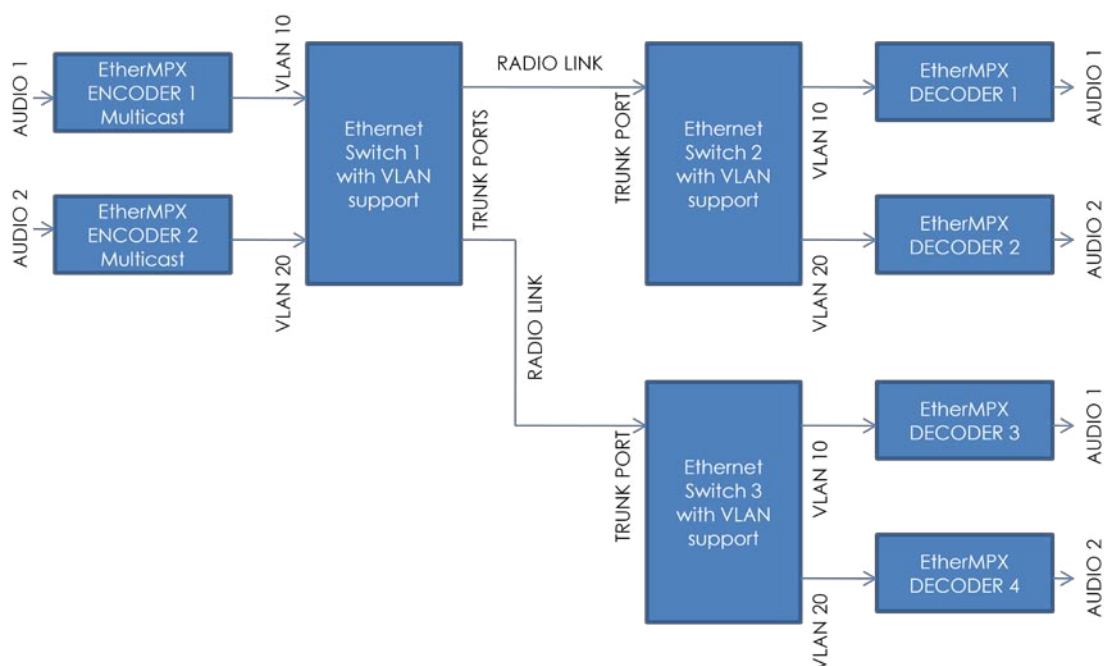 AUDIO 1
EtherMPX
ENCODER 1
Multicast
VLAN 10
AUDIO 2
EtherMPX
ENCODER 2
Multicast
VLAN 20
Ethernet
Switch 1
with VLAN
support
RADIO LINK
TRUNK PORTS
RADIO LINK
TRUNK PORT
Ethernet
Switch 2
with VLAN
support
VLAN 10
EtherMPX
DECODER 1
AUDIO 1
VLAN 20
EtherMPX
DECODER 2
AUDIO 2
TRUNK PORT
Ethernet
Switch 3
with VLAN
support
VLAN 10
EtherMPX
DECODER 3
AUDIO 1
VLAN 20
EtherMPX
DECODER 4
AUDIO 2